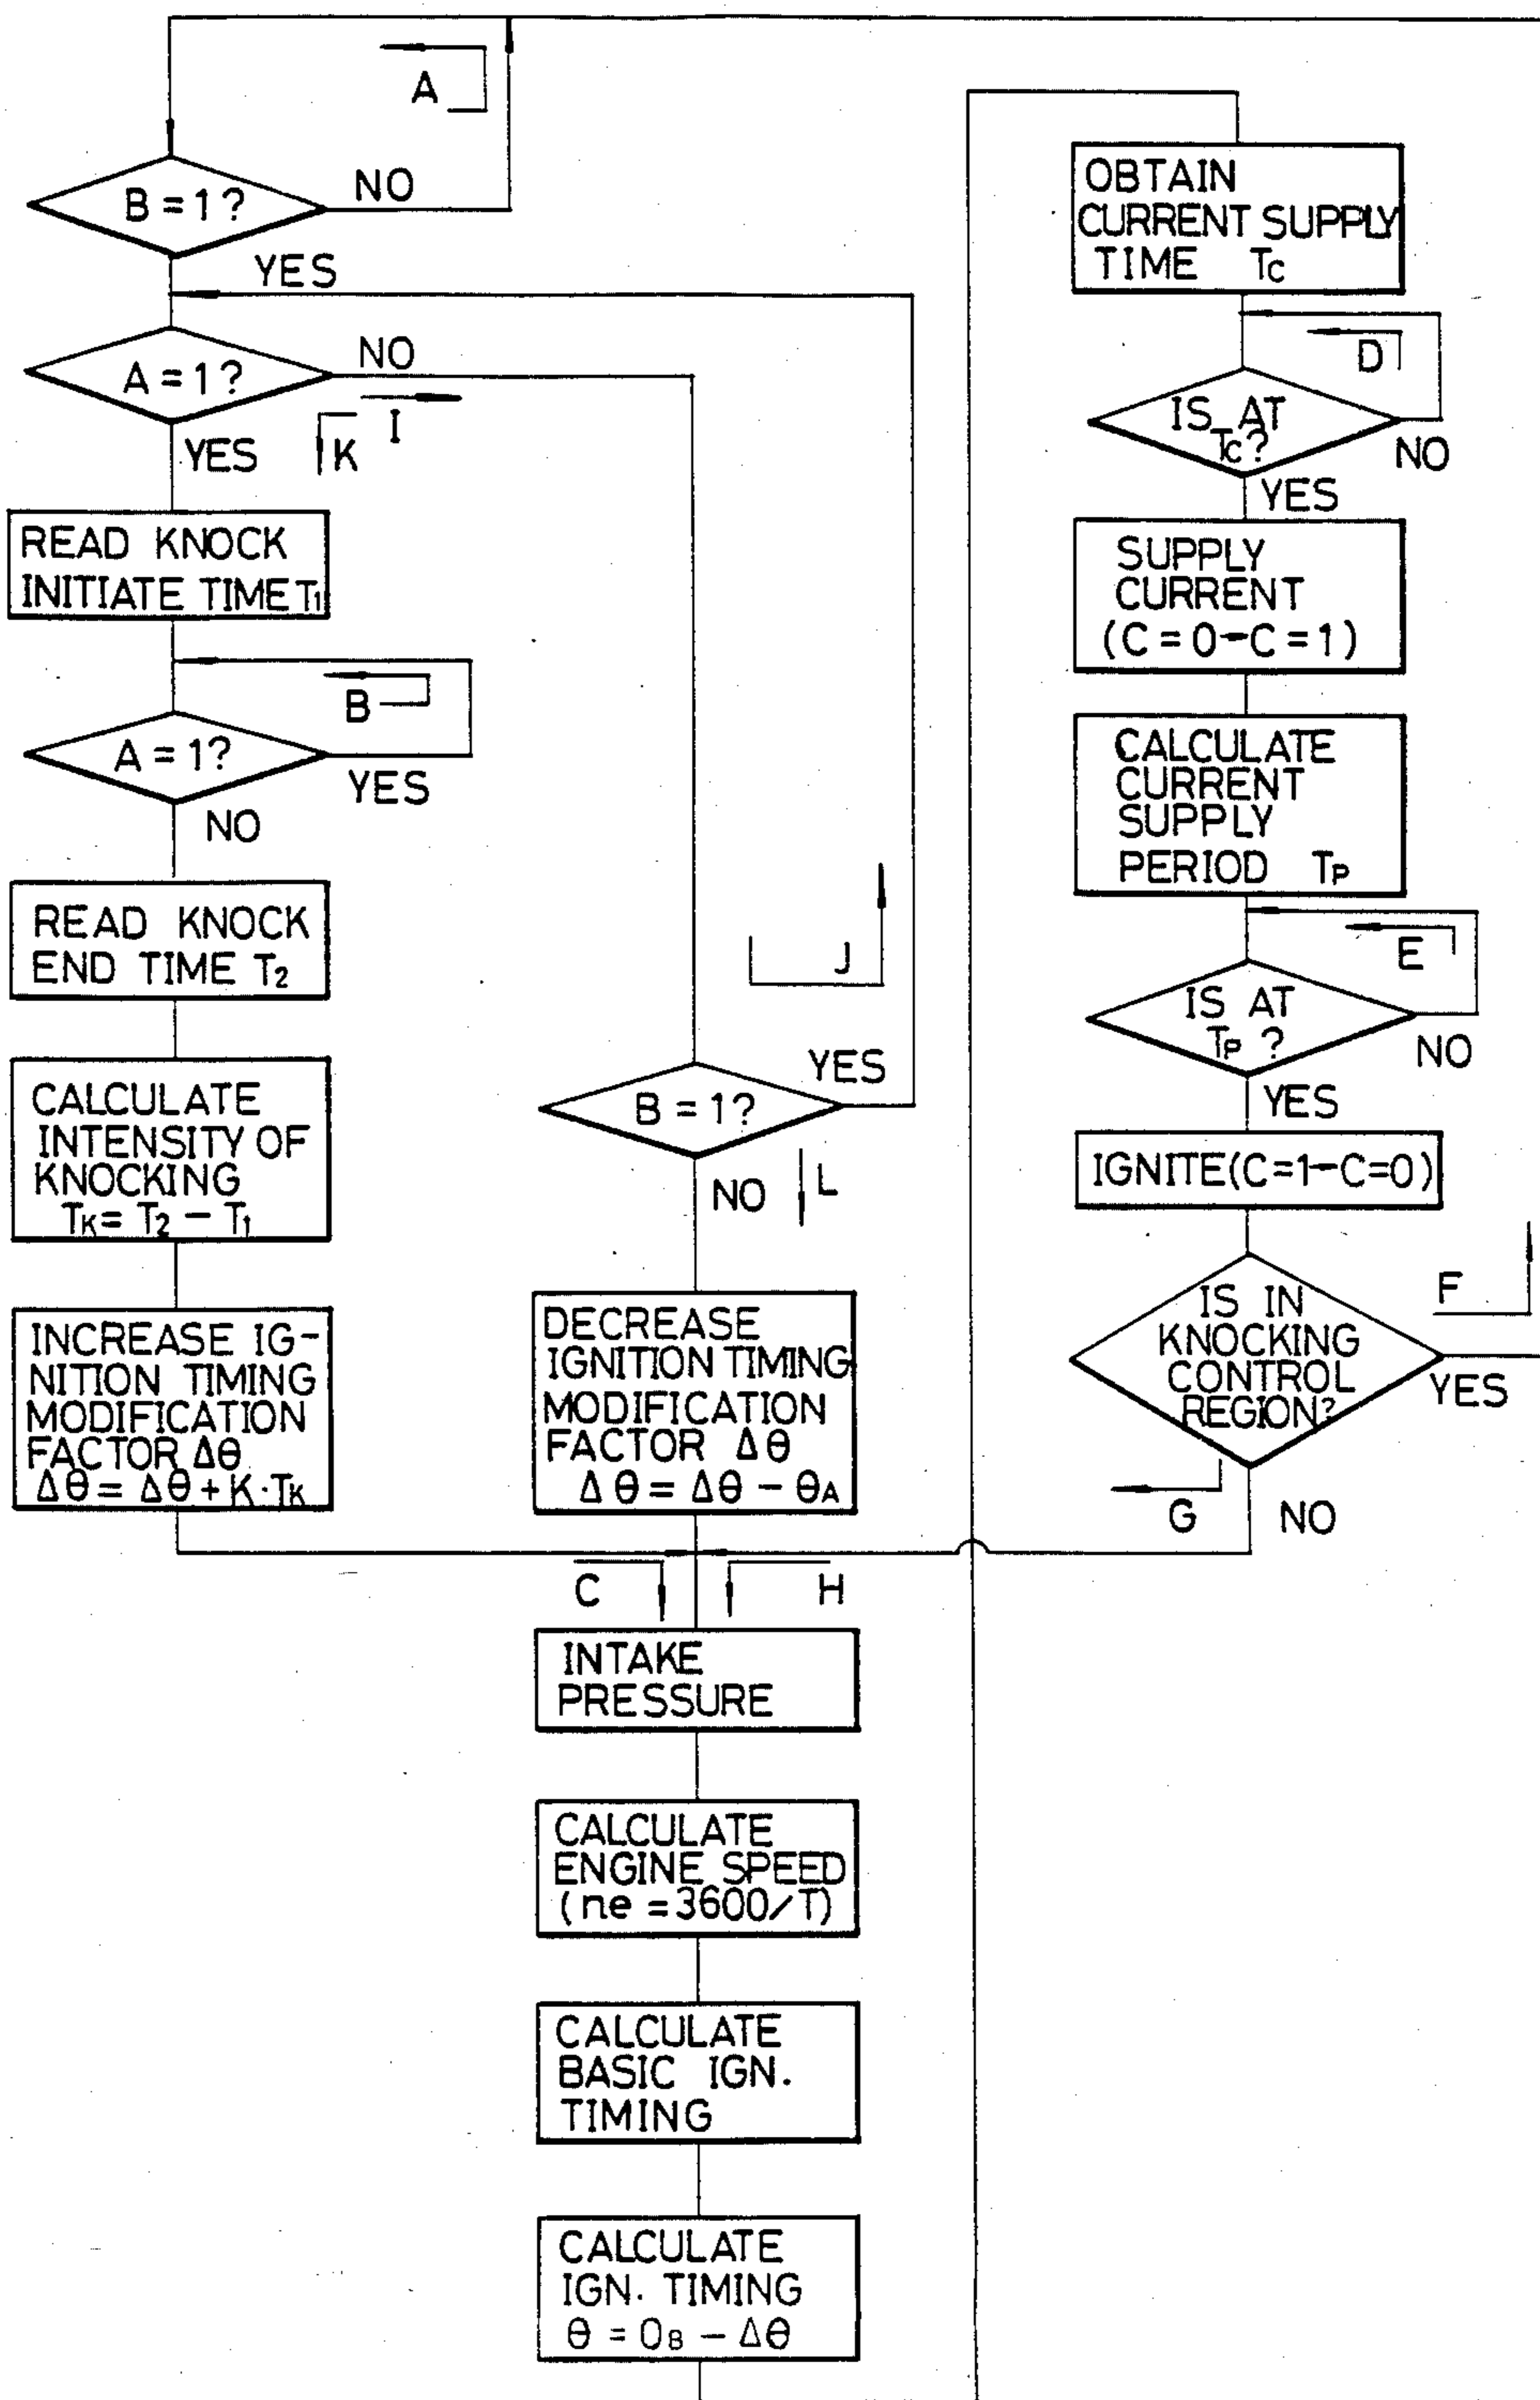 A
B = 1 ?
NO
YES
A = 1 ?
NO
I
K
YES
READ KNOCK
INITIATE TIME T1
B
A = 1 ?
YES
NO
READ KNOCK
END TIME T2
CALCULATE
INTENSITY OF
KNOCKING
TK = T2 - T1
INCREASE IG-
NITION TIMING
MODIFICATION
FACTOR Δθ
Δθ = Δθ + K · TK
J
B = 1 ?
YES
NO
L
DECREASE
IGNITION TIMING
MODIFICATION
FACTOR Δθ
Δθ = Δθ - θA
C
H
INTAKE
PRESSURE
CALCULATE
ENGINE SPEED
(ne = 3600/T)
CALCULATE
BASIC IGN.
TIMING
CALCULATE
IGN. TIMING
θ = 0B - Δθ
OBTAIN
CURRENT SUPPLY
TIME TC
D
IS AT
TC ?
NO
YES
SUPPLY
CURRENT
(C = 0 - C = 1)
CALCULATE
CURRENT
SUPPLY
PERIOD TP
E
IS AT
TP ?
NO
YES
IGNITE (C=1-C=0)
F
IS IN
KNOCKING
CONTROL
REGION?
YES
G
NO